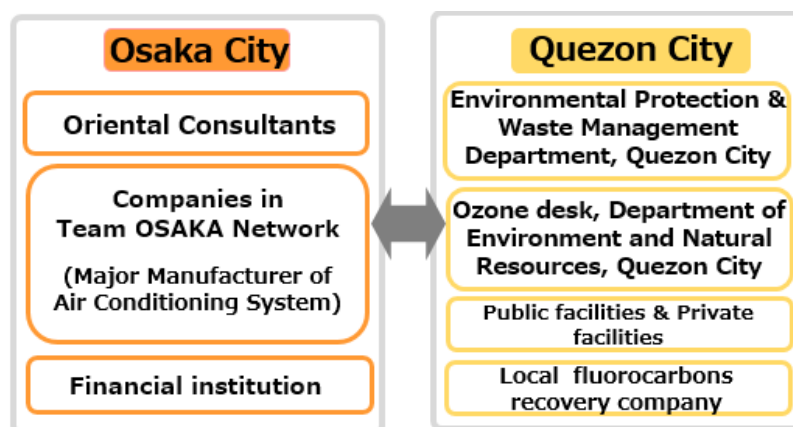 Osaka City
Oriental Consultants
Companies in
Team OSAKA Network
(Major Manufacturer of
Air Conditioning System)
Financial institution
Quezon City
Environmental Protection &
Waste Management
Department, Quezon City
Ozone desk, Department of
Environment and Natural
Resources, Quezon City
Public facilities & Private
facilities
Local fluorocarbons
recovery company